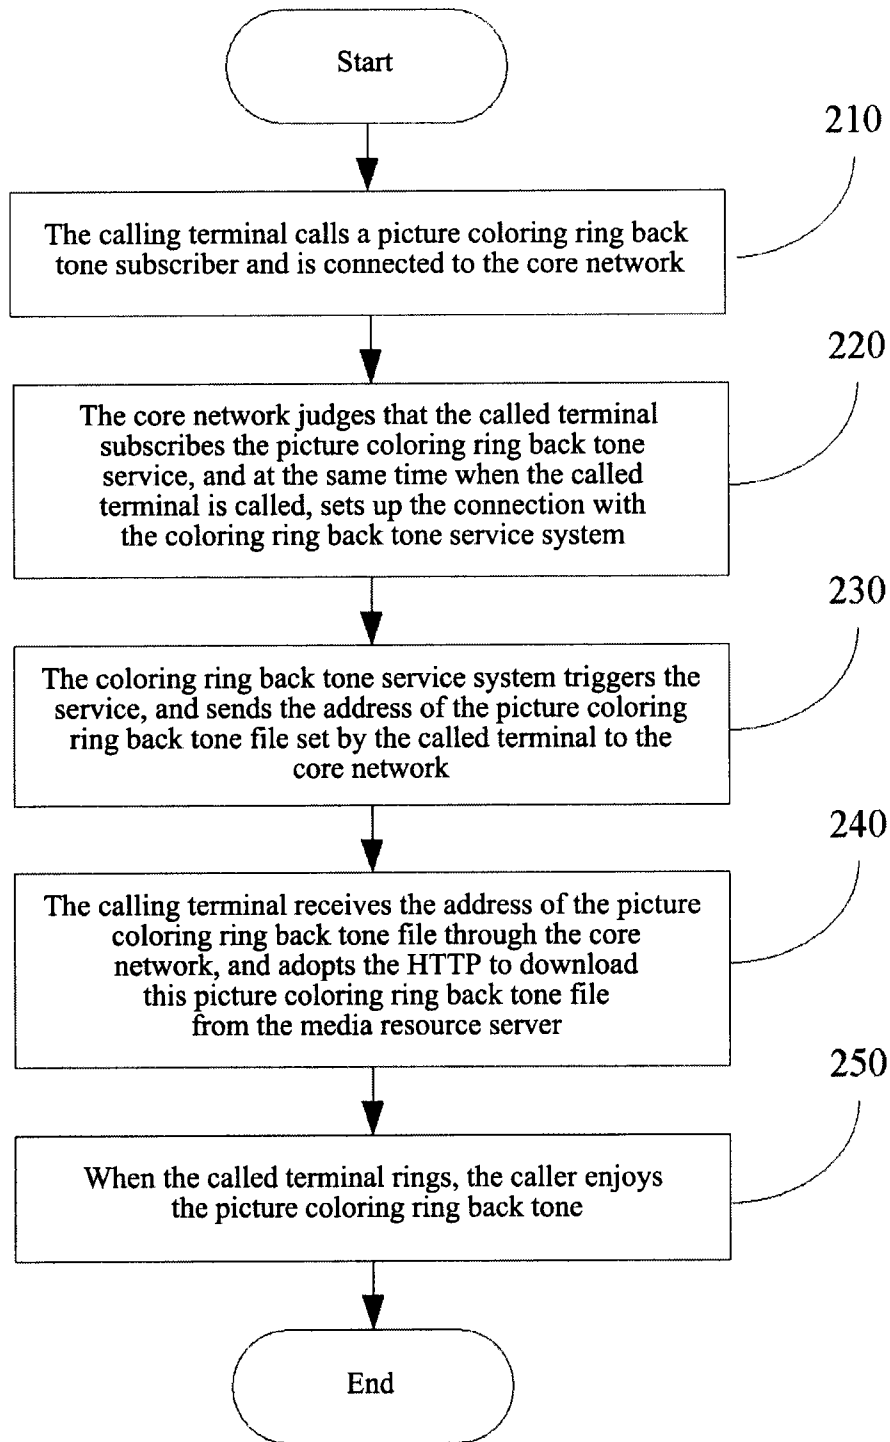 Start
210
The calling terminal calls a picture coloring ring back
tone subscriber and is connected to the core network
220
The core network judges that the called terminal
subscribes the picture coloring ring back tone
service, and at the same time when the called
terminal is called, sets up the connection with
the coloring ring back tone service system
230
The coloring ring back tone service system triggers the
service, and sends the address of the picture coloring
ring back tone file set by the called terminal to the
core network
240
The calling terminal receives the address of the picture
coloring ring back tone file through the core
network, and adopts the HTTP to download
this picture coloring ring back tone file
from the media resource server
250
When the called terminal rings, the caller enjoys
the picture coloring ring back tone
End